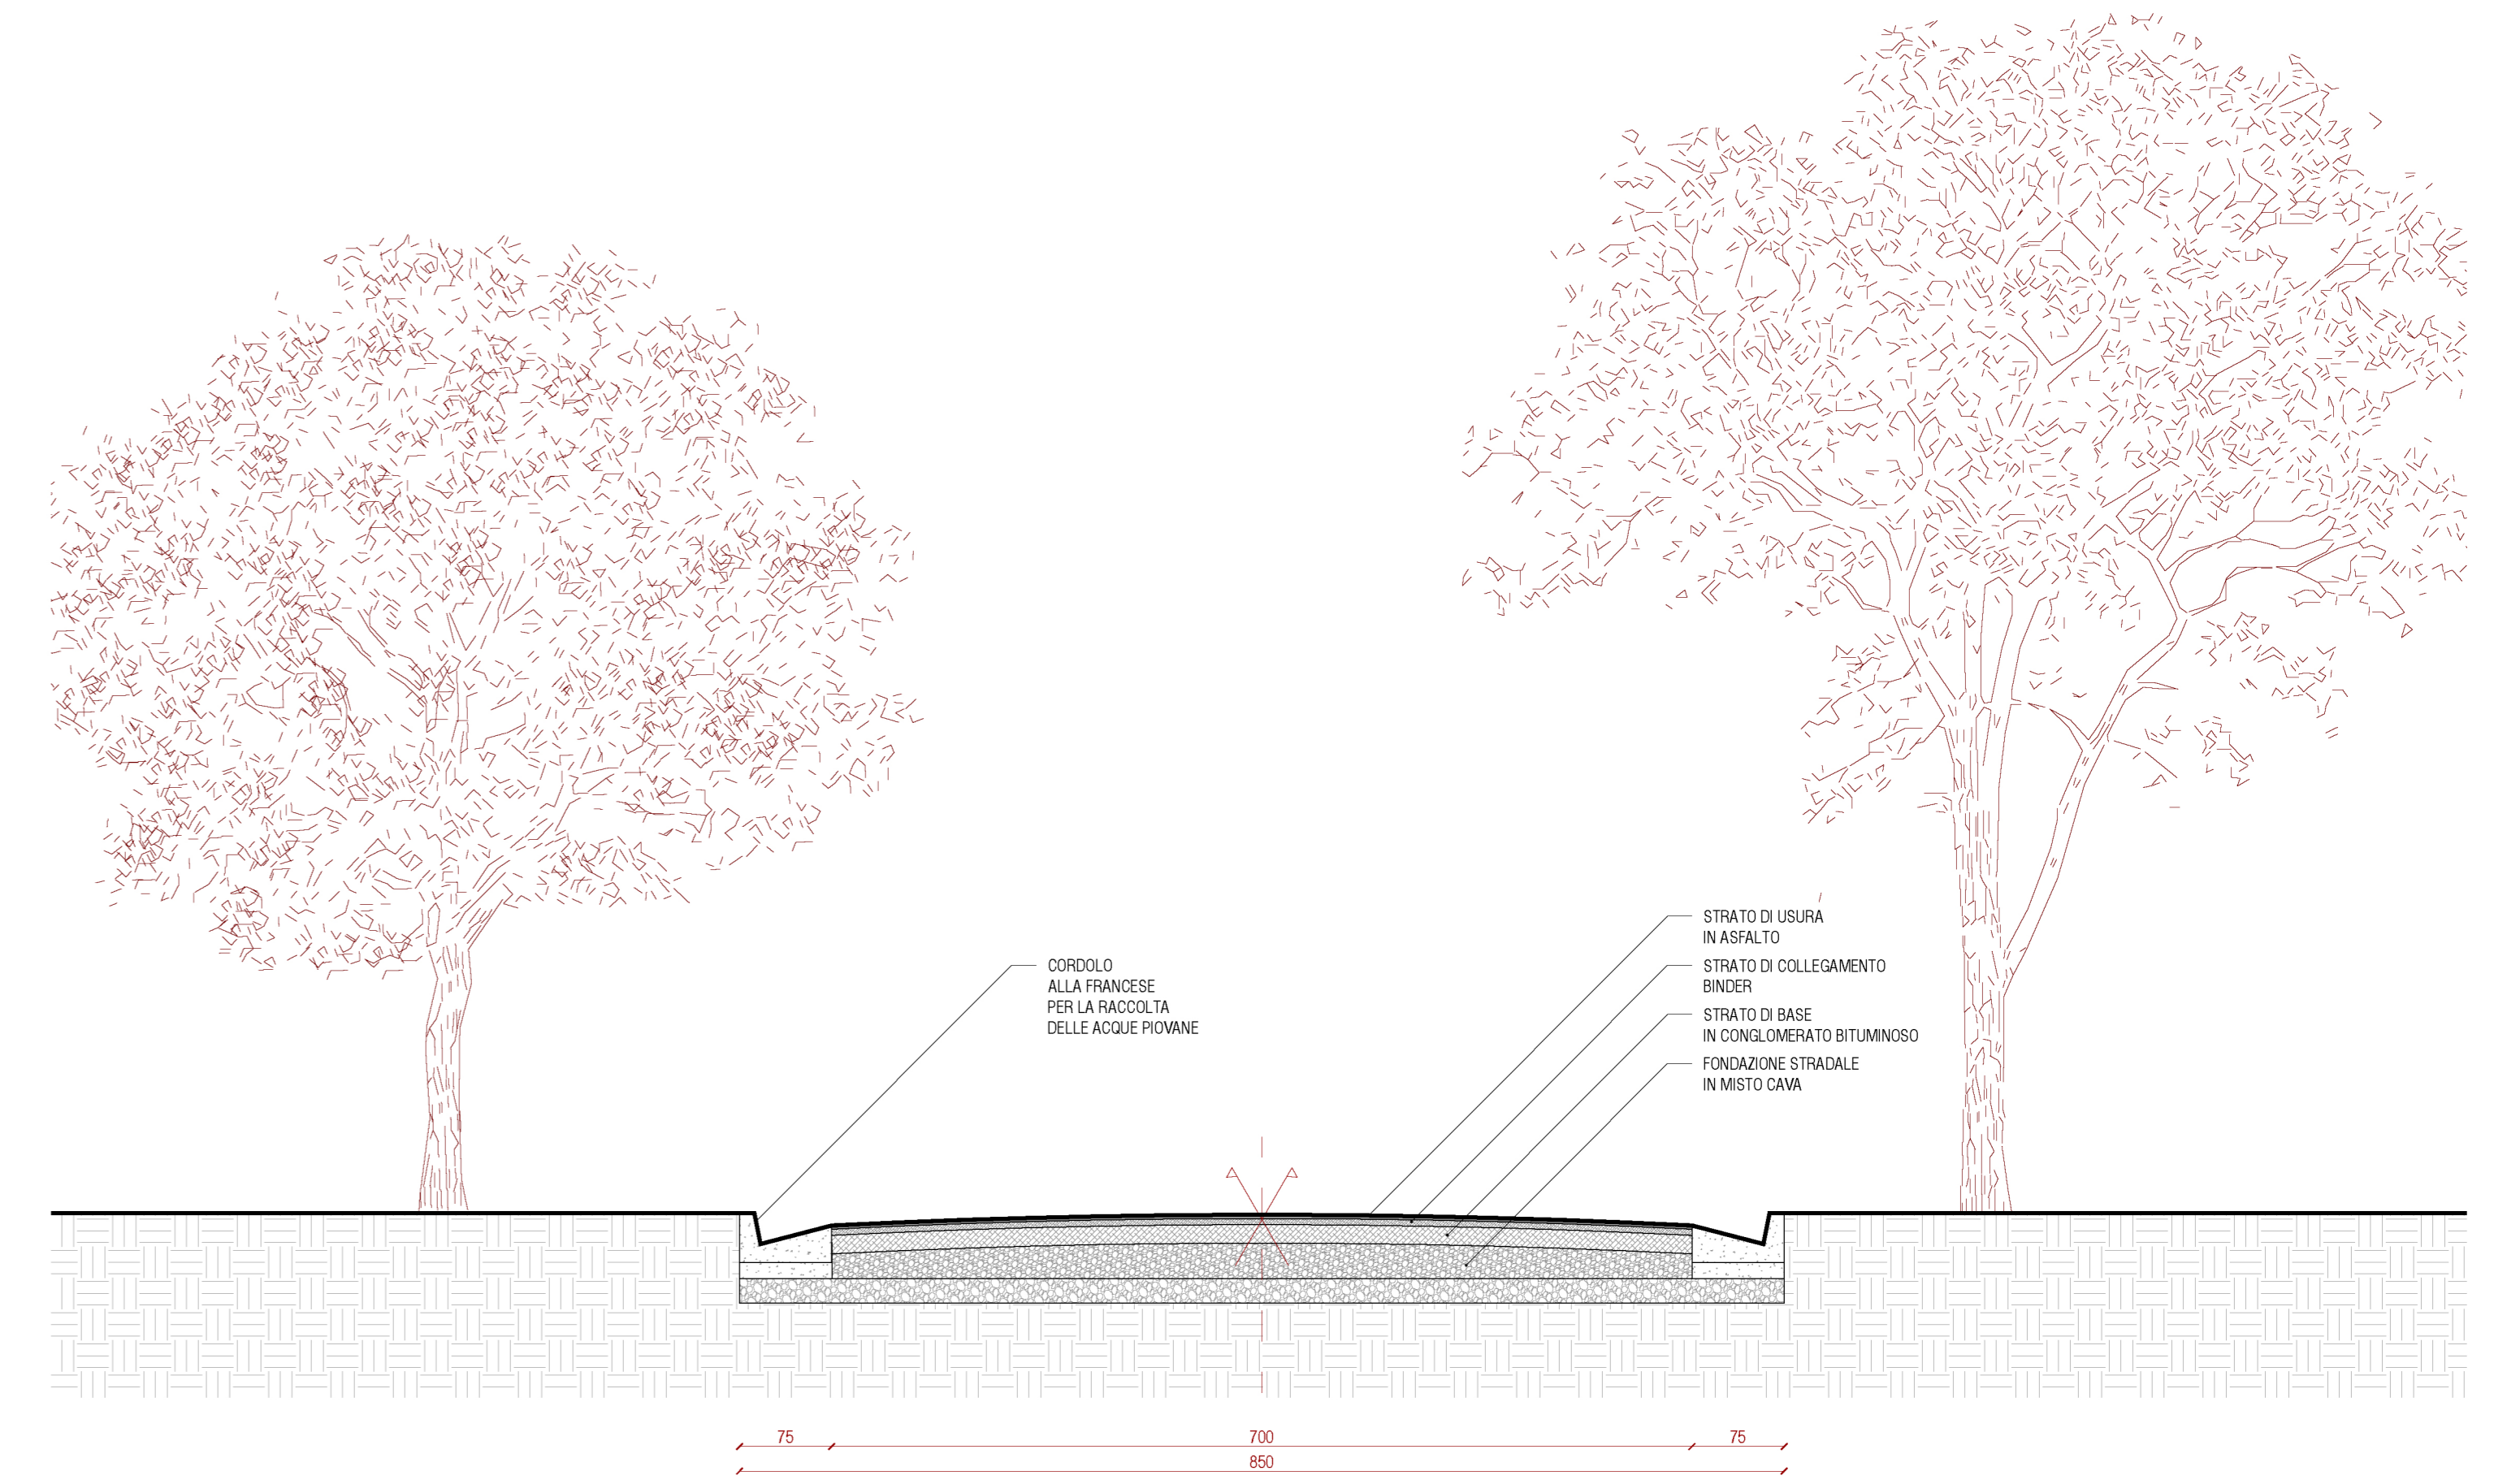 STRATO DI USURA
IN ASFALTO
CORDOLO
ALLA FRANCESE
PER LA RACCOLTA
DELLE ACQUE PIOVANE
STRATO DI COLLEGAMENTO
BINDER
STRATO DI BASE
IN CONGLOMERATO BITUMINOSO
FONDAZIONE STRADALE
IN MISTO CAVA
75 700 75
850